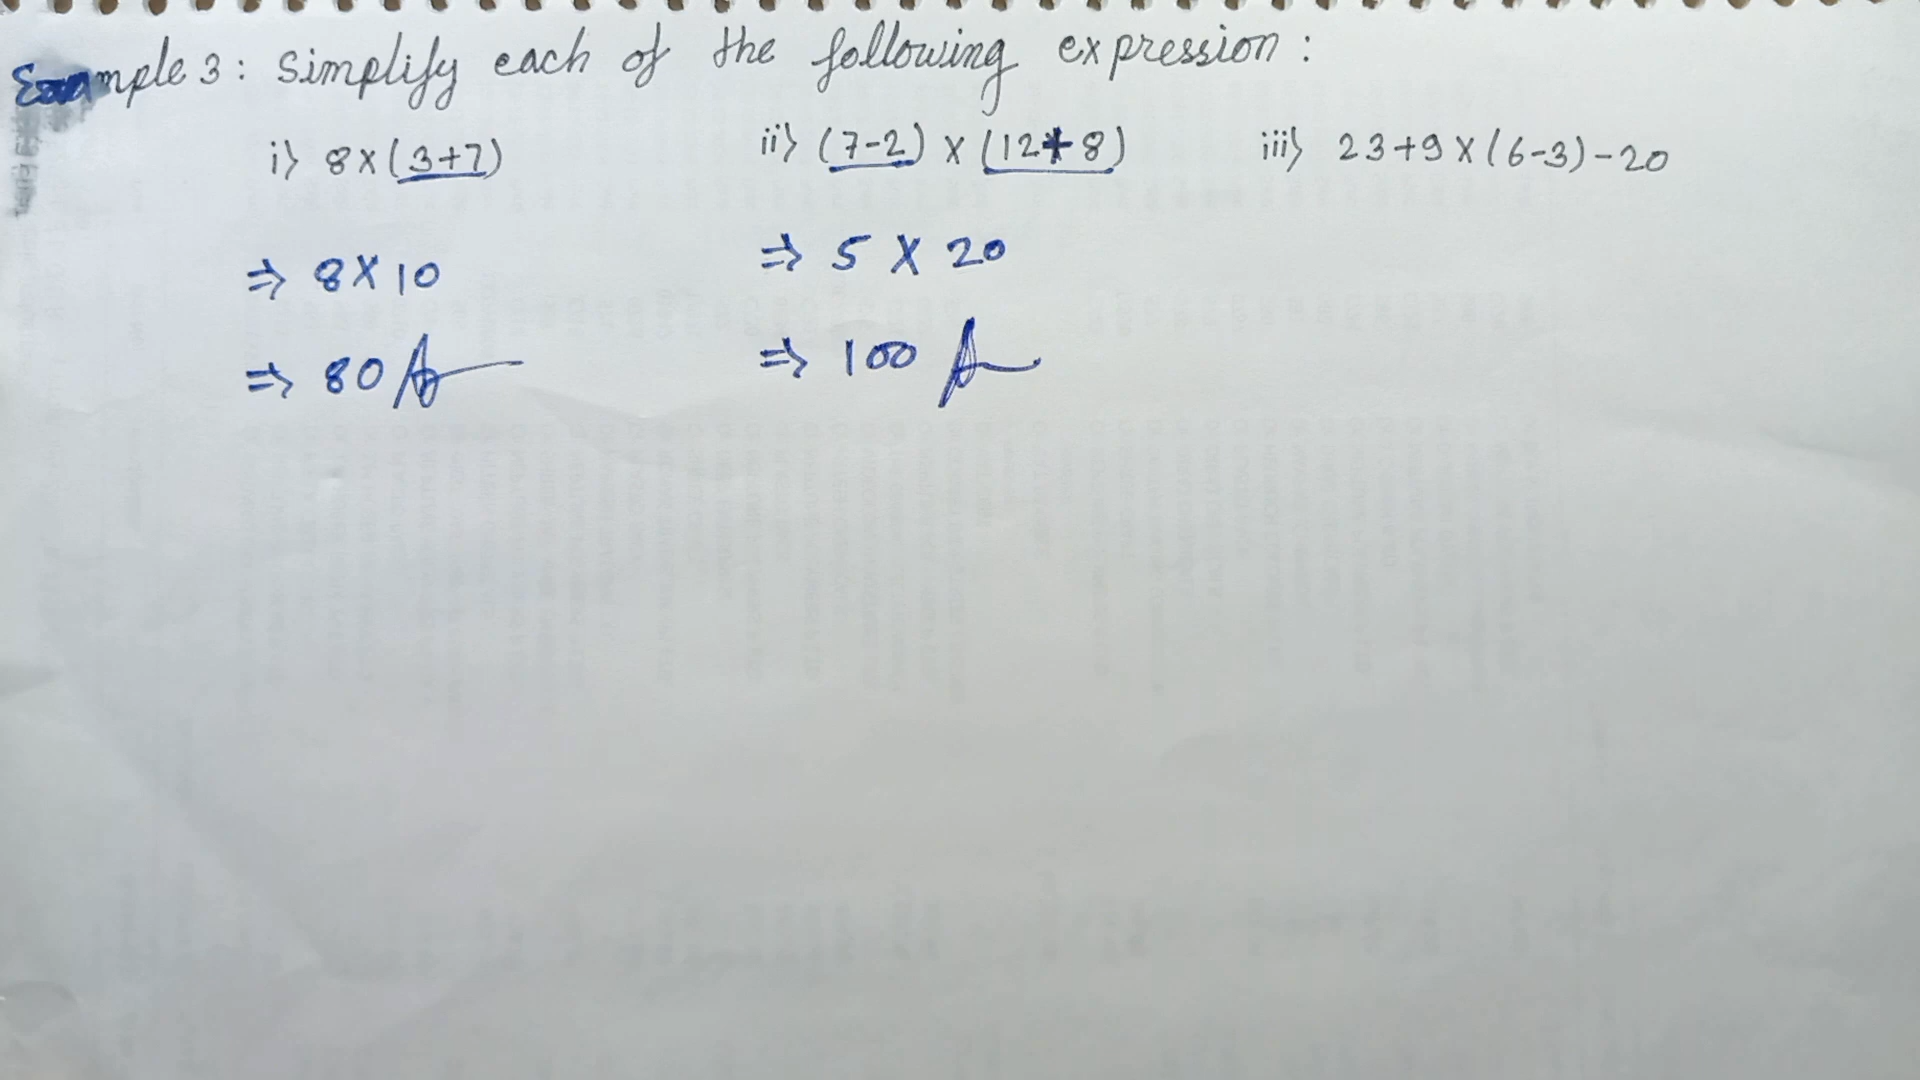 Example 3: Simplify each of the following expression:
i) 8×(3+7)
ii) (7-2) × (12+8)
iii) 23+9×(6-3)-20
⇒ 8×10
⇒ 5 × 20
⇒ 80
⇒ 100